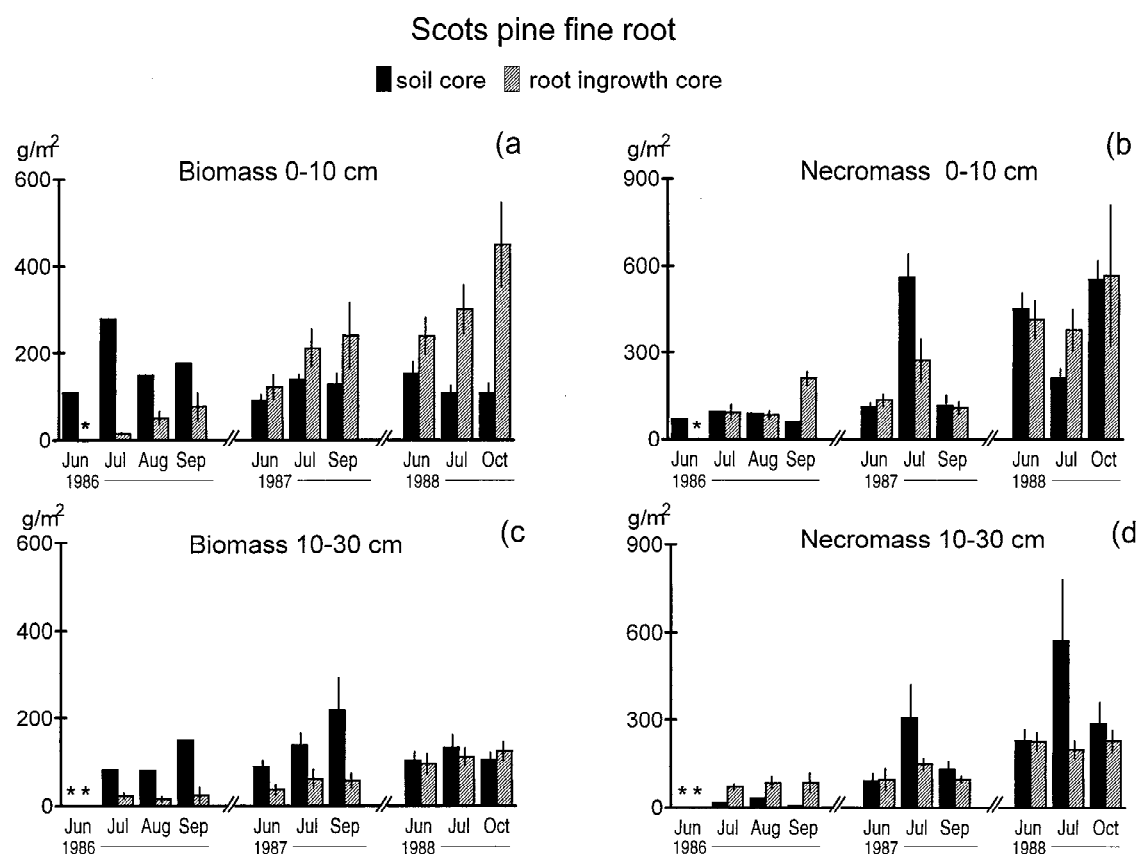 Scots pine fine root
soil core root ingrowth core
g/m²
(a
Biomass 0-10 cm
600
400
200
0
*
Jun Jul Aug Sep Jun Jul Sep Jun Jul Oct
1986 1987 1988
g/m²
(b
Necromass 0-10 cm
900
600
300
0
*
Jun Jul Aug Sep Jun Jul Sep Jun Jul Oct
1986 1987 1988
g/m²
(c
Biomass 10-30 cm
600
400
200
0
* *
Jun Jul Aug Sep Jun Jul Sep Jun Jul Oct
1986 1987 1988
g/m²
(d
Necromass 10-30 cm
900
600
300
0
* *
Jun Jul Aug Sep Jun Jul Sep Jun Jul Oct
1986 1987 1988